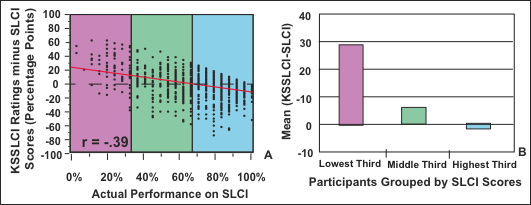 KSSLCI Ratings minus SLCI
Scores (Percentage Points)
100
80
60
40
20
0
-20
-40
-60
-80
-100
r = -.39
0% 20% 40% 60% 80% 100%
Actual Performance on SLCI
A
Mean (KSSLCI-SLCI)
40
30
20
-10
0
-10
Lowest Third Middle Third Highest Third
Participants Grouped by SLCI Scores
B